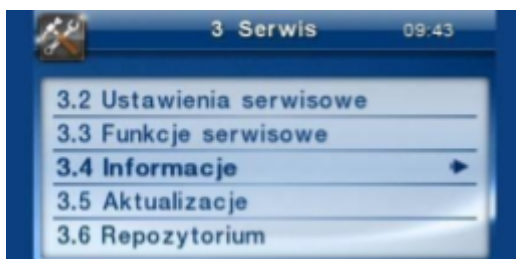 3 Serwis 09:43
3.2 Ustawienia serwisowe
3.3 Funkcje serwisowe
3.4 Informacje
3.5 Aktualizacje
3.6 Repozytorium